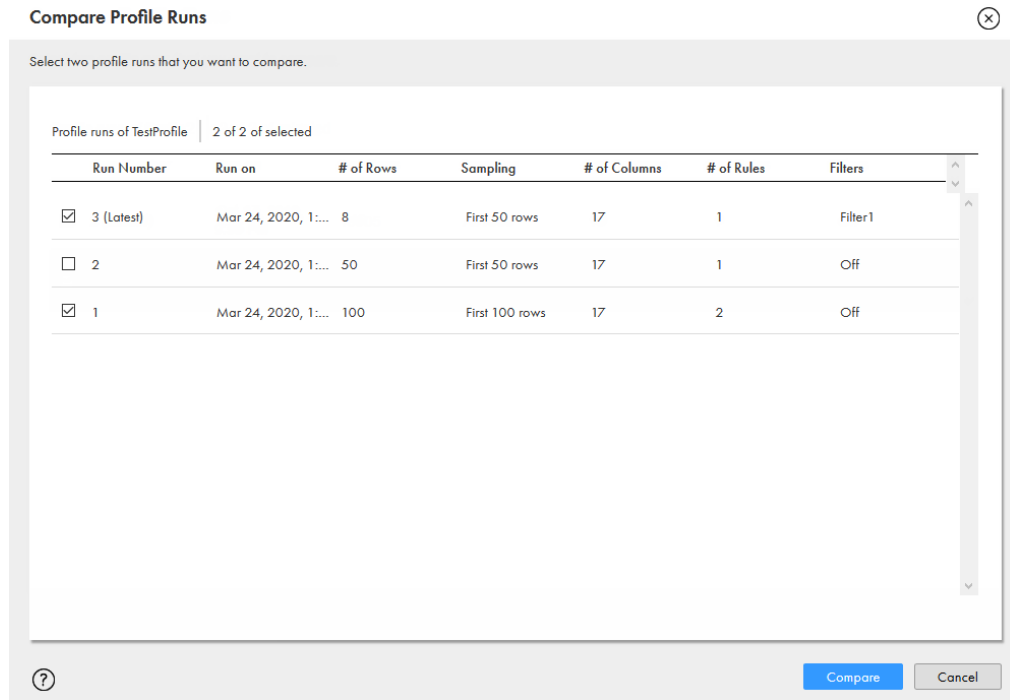 Compare Profile Runs
Select two profile runs that you want to compare.
Profile runs of TestProfile 2 of 2 of selected
Run Number Run on # of Rows Sampling # of Columns # of Rules Filters
3 (Latest) Mar 24, 2020, 1:... 8 First 50 rows 17 1 Filter1
2 Mar 24, 2020, 1:... 50 First 50 rows 17 1 Off
1 Mar 24, 2020, 1:... 100 First 100 rows 17 2 Off
? Compare Cancel